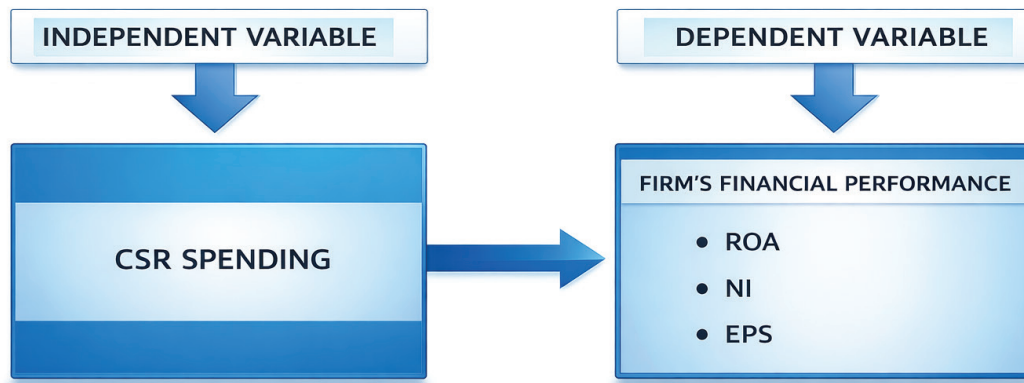 INDEPENDENT VARIABLE
DEPENDENT VARIABLE
CSR SPENDING
FIRM'S FINANCIAL PERFORMANCE
• ROA
• NI
• EPS